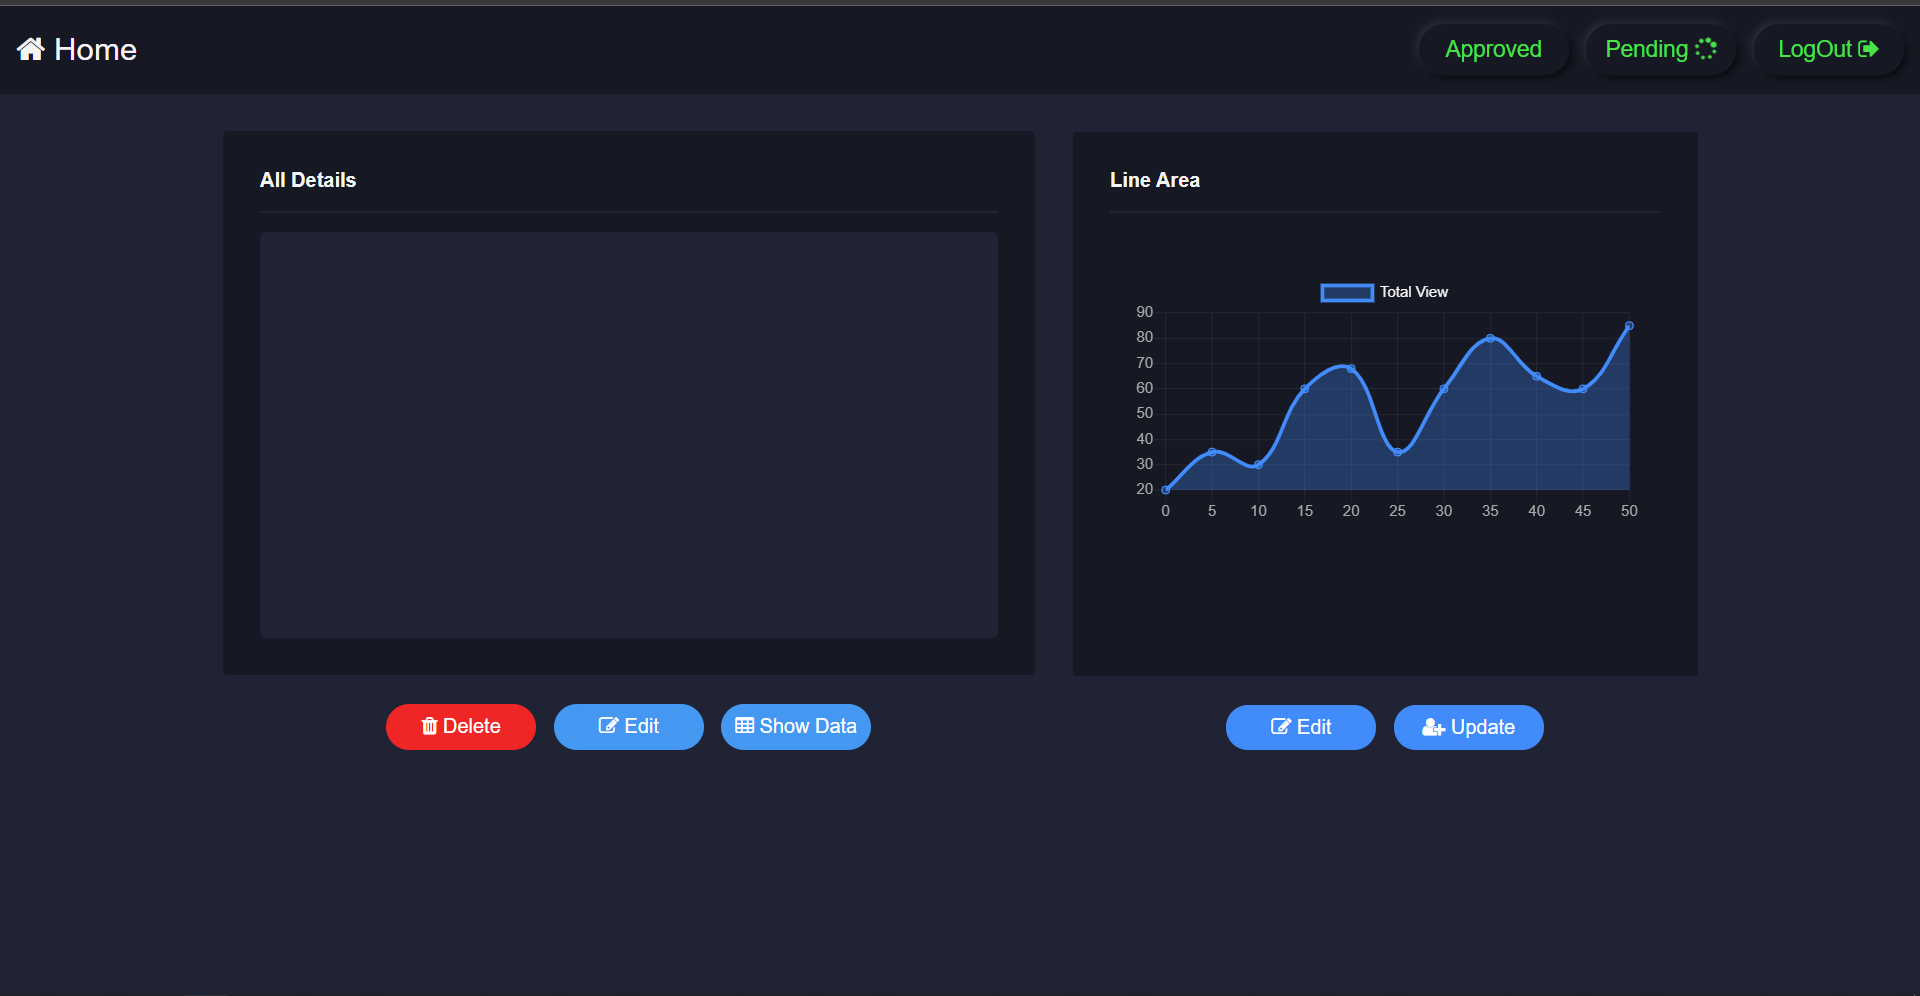 Home
Approved
Pending
LogOut
All Details
Line Area
Total View
90
80
70
60
50
40
30
20
0 5 10 15 20 25 30 35 40 45 50
Delete
Edit
Show Data
Edit
Update